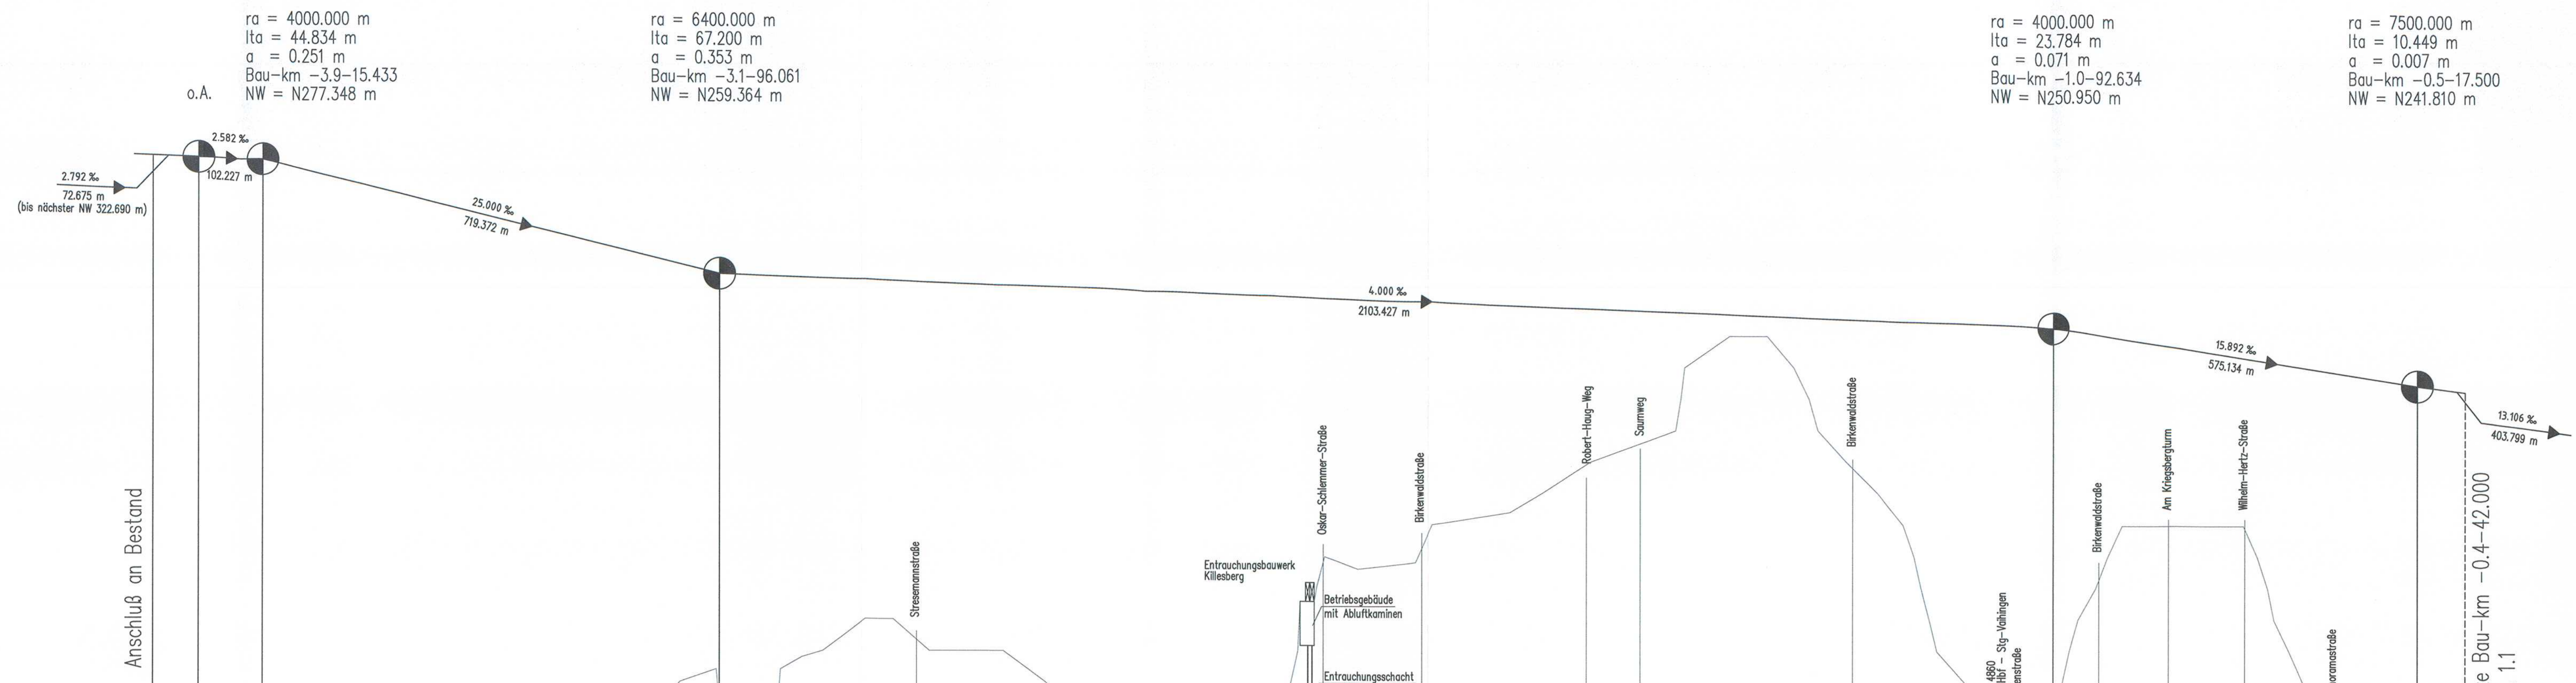 ra = 4000.000 m
lta = 44.834 m
a = 0.251 m
Bau-km -3.9-15.433
NW = N277.348 m
o.A.
ra = 6400.000 m
lta = 67.200 m
a = 0.353 m
Bau-km -3.1-96.061
NW = N259.364 m
ra = 4000.000 m
lta = 23.784 m
a = 0.071 m
Bau-km -1.0-92.634
NW = N250.950 m
ra = 7500.000 m
lta = 10.449 m
a = 0.007 m
Bau-km -0.5-17.500
NW = N241.810 m
2.582 ‰
102.227 m
2.792 ‰
72.675 m
(bis nächster NW 322.690 m)
25.000 ‰
719.372 m
4.000 ‰
2103.427 m
15.892 ‰
575.134 m
13.106 ‰
403.799 m
Anschluß an Bestand
Stresemannstraße
Entrauchungsbauwerk
Killesberg
Oskar-Schlemmer-Straße
Betriebsgebäude
mit Abluftkaminen
Entrauchungsschacht
Birkenwaldstraße
Robert-Haug-Weg
Saumweg
Birkenwaldstraße
4860
Hbf - Stg-Vaihingen
Birkenwaldstraße
Am Kriegsbergturm
Wilhelm-Hertz-Straße
Bau-km -0.4-42.000
1.1